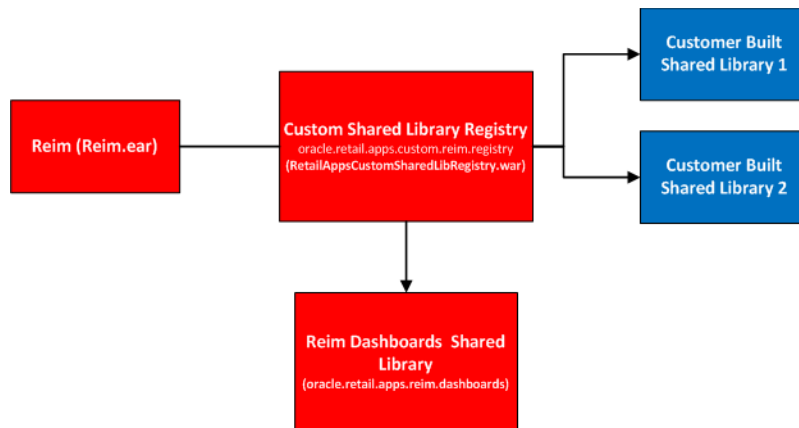 Customer Built
Shared Library 1
Reim (Reim.ear)
Custom Shared Library Registry
oracle.retail.apps.custom.reim.registry
(RetailAppsCustomSharedLibRegistry.war)
Customer Built
Shared Library 2
Reim Dashboards Shared
Library
(oracle.retail.apps.reim.dashboards)